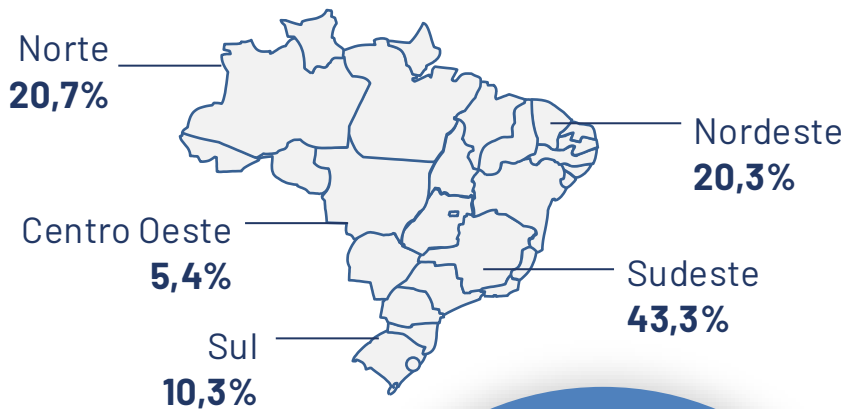 Norte
20,7%
Nordeste
20,3%
Centro Oeste
5,4%
Sudeste
43,3%
Sul
10,3%